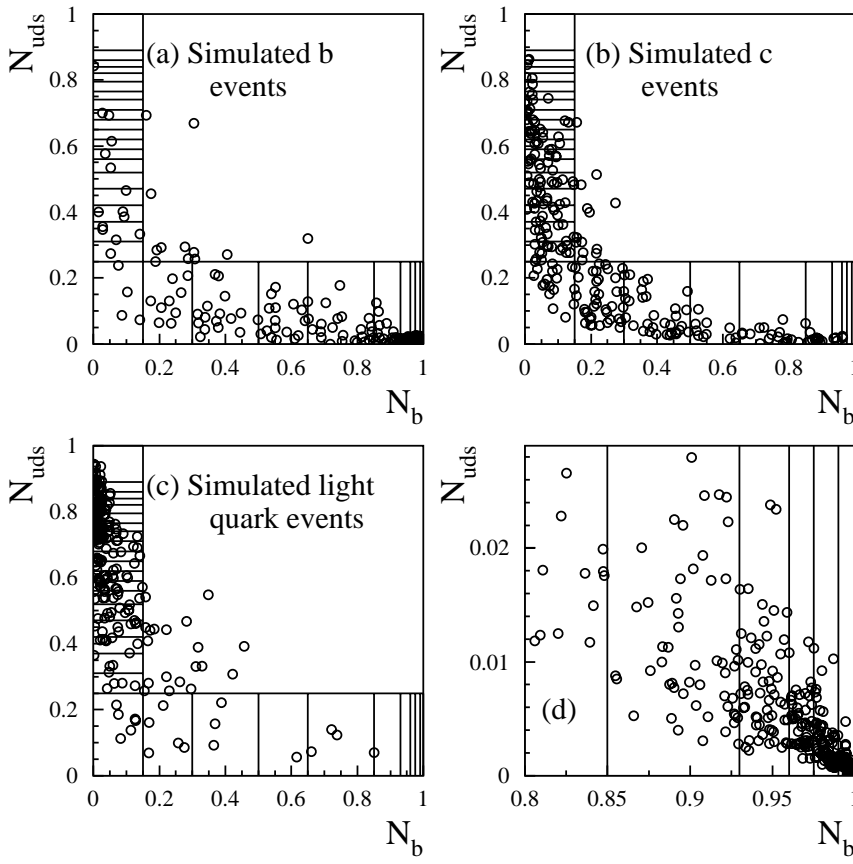 N_uds
1
0.8
0.6
0.4
0.2
0
(a) Simulated b
events
0 0.2 0.4 0.6 0.8 1
N_b
N_uds
1
0.8
0.6
0.4
0.2
0
(b) Simulated c
events
0 0.2 0.4 0.6 0.8 1
N_b
N_uds
1
0.8
0.6
0.4
0.2
0
(c) Simulated light
quark events
0 0.2 0.4 0.6 0.8 1
N_b
N_uds
0.02
0.01
0
(d)
0.8 0.85 0.9 0.95 1
N_b